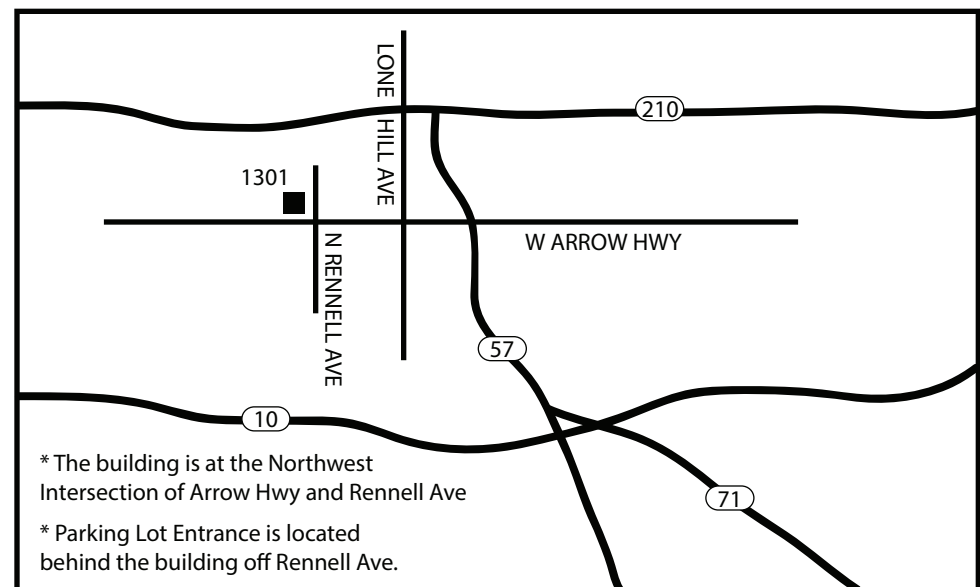 LONE HILL AVE
210
1301
W ARROW HWY
N RENNELL AVE
57
10
* The building is at the Northwest
Intersection of Arrow Hwy and Rennell Ave
71
* Parking Lot Entrance is located
behind the building off Rennell Ave.